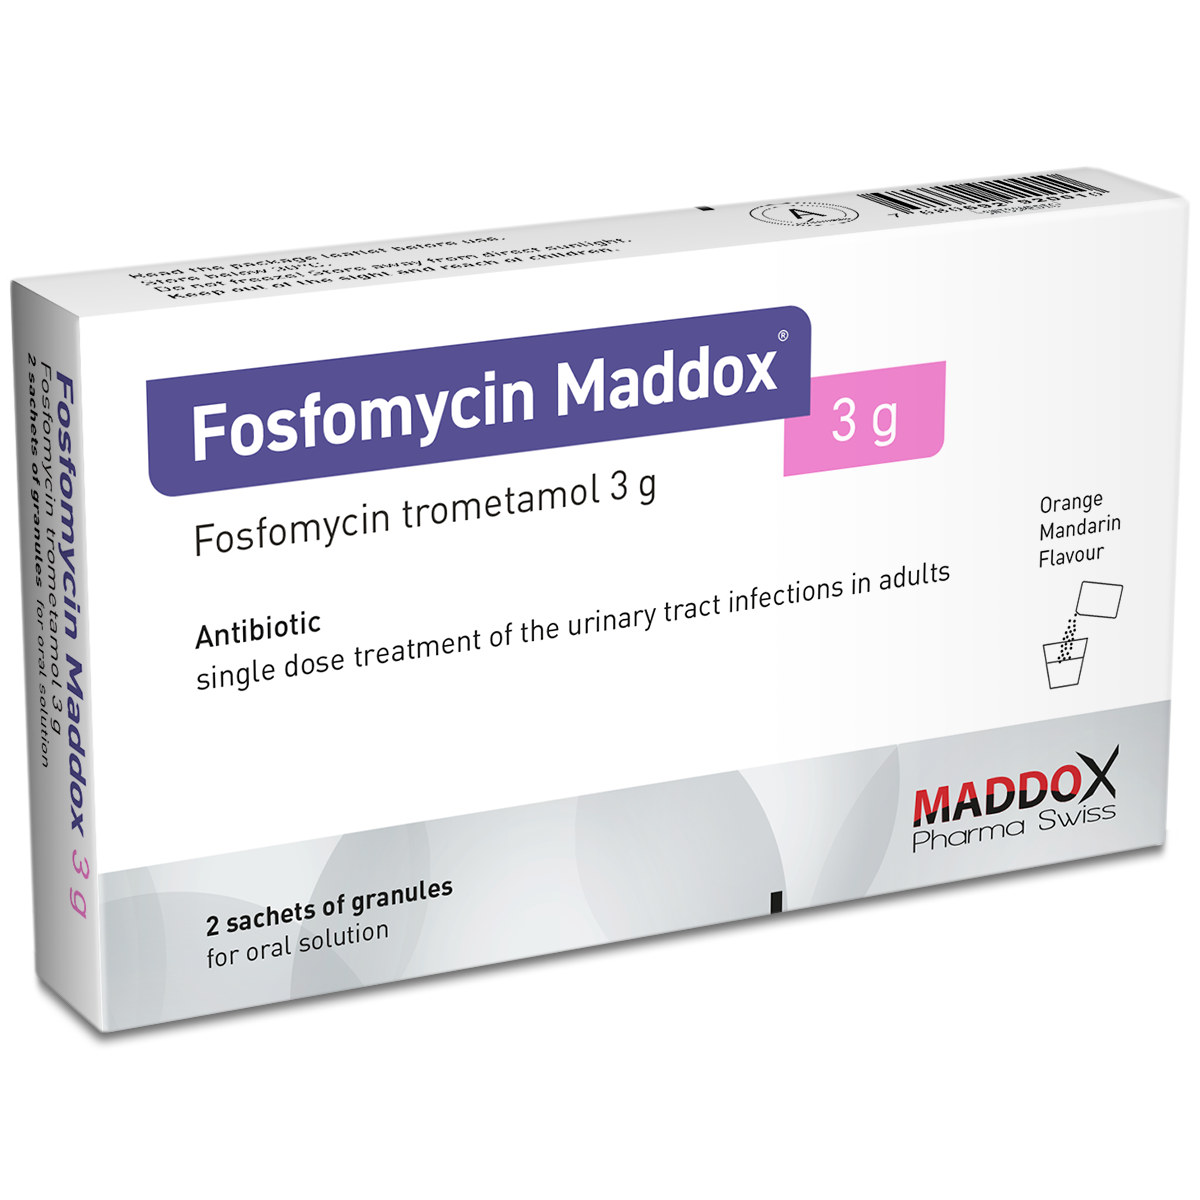 Read the package leaflet before use.
Store below 30°C.
Do not freeze! Store away from direct sunlight.
Keep out of the sight and reach of children.
A
Fosfomycin Maddox®
3 g
Fosfomycin trometamol 3 g
Antibiotic
single dose treatment of the urinary tract infections in adults
Orange
Mandarin
Flavour
MADDOX
Pharma Swiss
2 sachets of granules
for oral solution
Fosfomycin Maddox 3 g
Fosfomycin trometamol 3 g
2 sachets of granules for oral solution